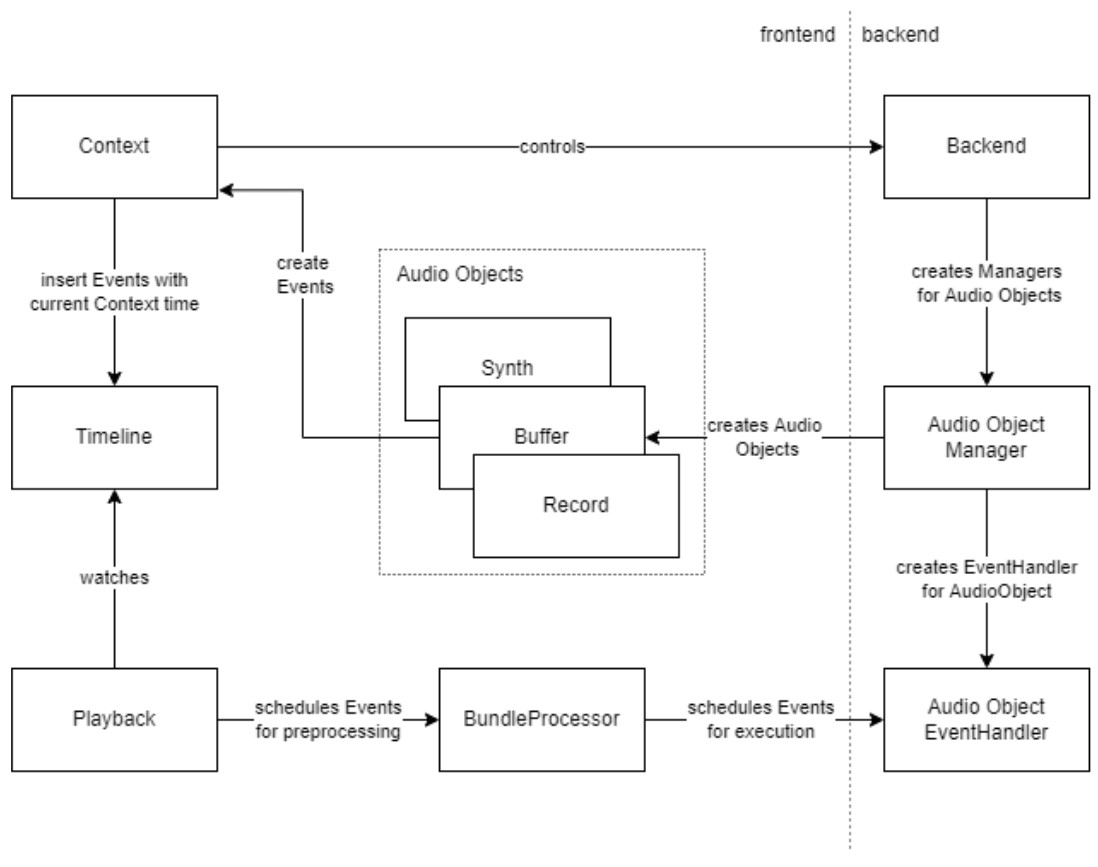 frontend
backend
Context
controls
Backend
create
Events
insert Events with
current Context time
Audio Objects
creates Managers
for Audio Objects
Synth
Timeline
Buffer
creates Audio
Objects
Audio Object
Manager
Record
watches
creates EventHandler
for AudioObject
Playback
schedules Events
for preprocessing
BundleProcessor
schedules Events
for execution
Audio Object
EventHandler